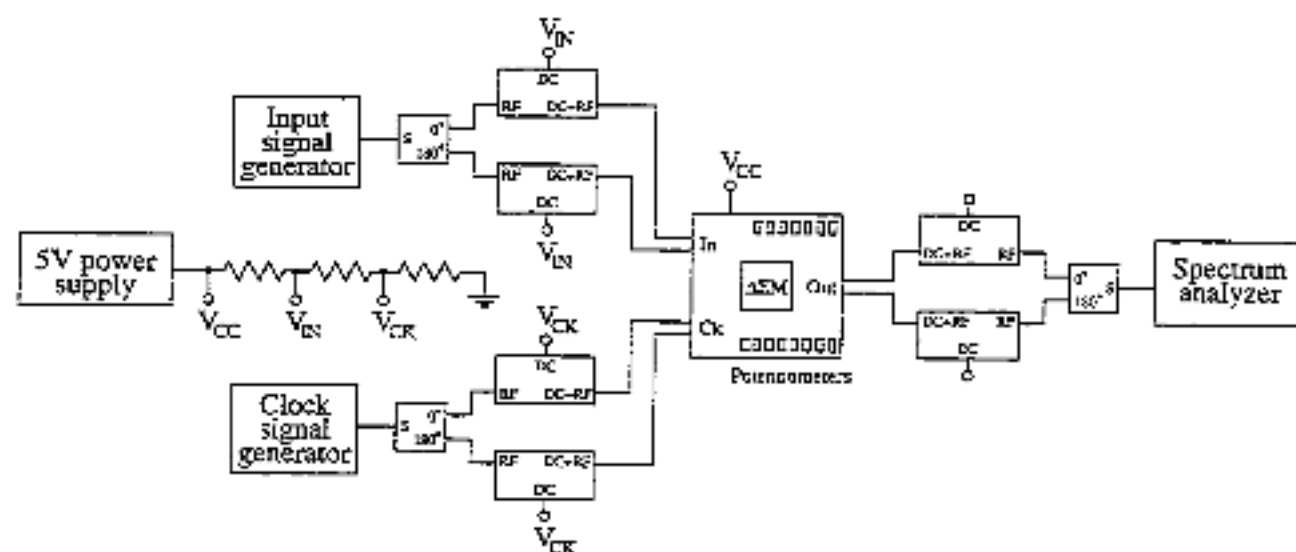 V_IN
DC
RF DC+RF
Input
signal
generator
S 0°
180°
RF DC+RF
DC
V_IN
5V power
supply
V_CC V_IN V_CK
V_CC
In
ΔΣM Out
Ck
Potentiometers
DC
DC+RF RF
0° S
180°
DC+RF RF
DC
Spectrum
analyzer
V_CK
DC
RF DC+RF
Clock
signal
generator
S 0°
180°
RF DC+RF
DC
V_CK